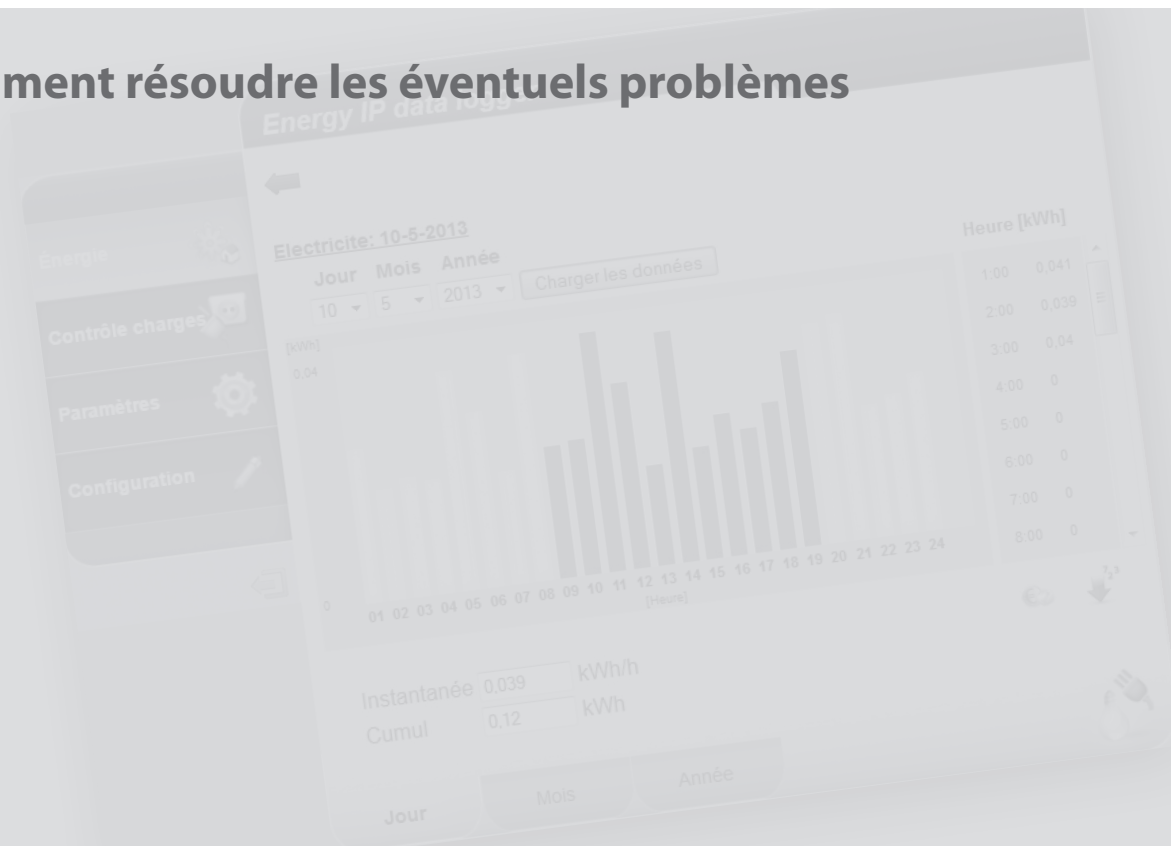 ment résoudre les éventuels problèmes
Energy IP data logg
Énergie
Contrôle charges
Paramètres
Configuration
Electricite: 10-5-2013
Jour Mois Année
10 5 2013 Charger les données
[kWh]
0.04
0
01 02 03 04 05 06 07 08 09 10 11 12 13 14 15 16 17 18 19 20 21 22 23 24
[Heure]
Heure [kWh]
1:00 0,041
2:00 0,039
3:00 0,04
4:00 0
5:00 0
6:00 0
7:00 0
8:00 0
Instantanée 0,039 kWh/h
Cumul 0,12 kWh
Jour Mois Année